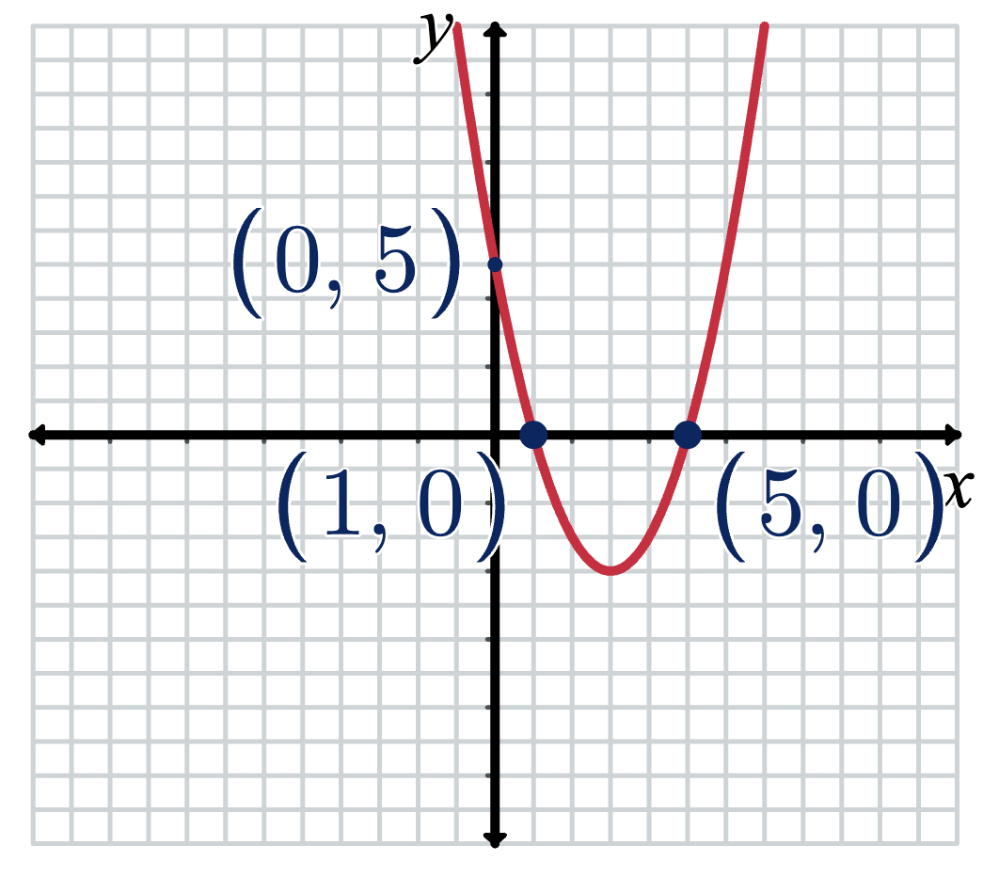 y
(0, 5)
(1, 0)
(5, 0)
x